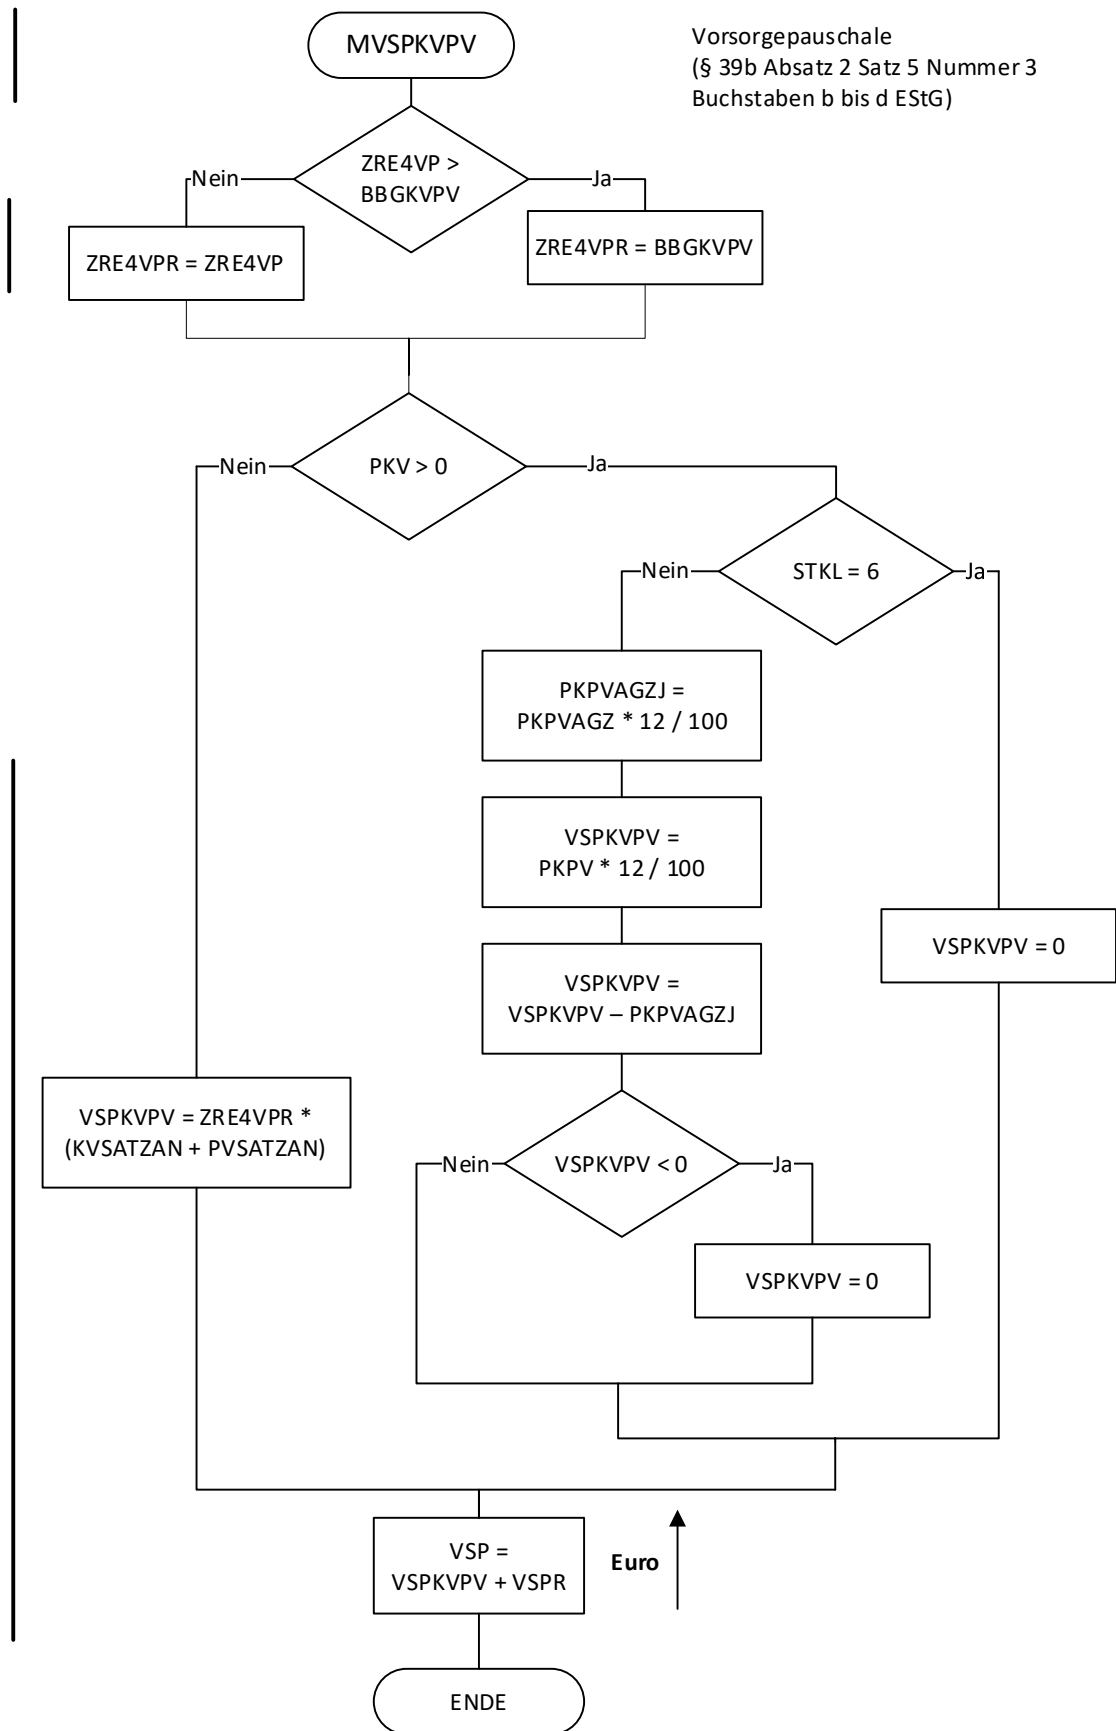 MVSPKVPV
Vorsorgepauschale
(§ 39b Absatz 2 Satz 5 Nummer 3
Buchstaben b bis d EStG)
ZRE4VP >
BBGKVPV
Nein
Ja
ZRE4VPR = ZRE4VP
ZRE4VPR = BBGKVPV
PKV > 0
Nein
Ja
STKL = 6
Nein
Ja
PKPVAGZJ =
PKPVAGZ * 12 / 100
VSPKVPV =
PKPV * 12 / 100
VSPKVPV = 0
VSPKVPV =
VSPKVPV – PKPVAGZJ
VSPKVPV = ZRE4VPR *
(KVSATZAN + PVSATZAN)
Nein
VSPKVPV < 0
Ja
VSPKVPV = 0
VSP =
VSPKVPV + VSPR
Euro
ENDE